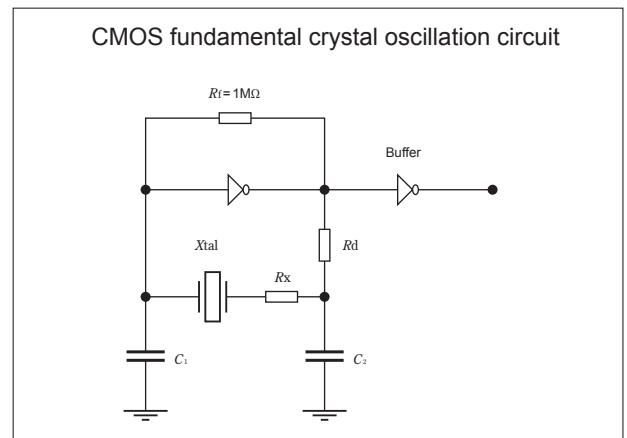 CMOS fundamental crystal oscillation circuit
Rf = 1MΩ
Buffer
Xtal
Rd
Rx
C1
C2